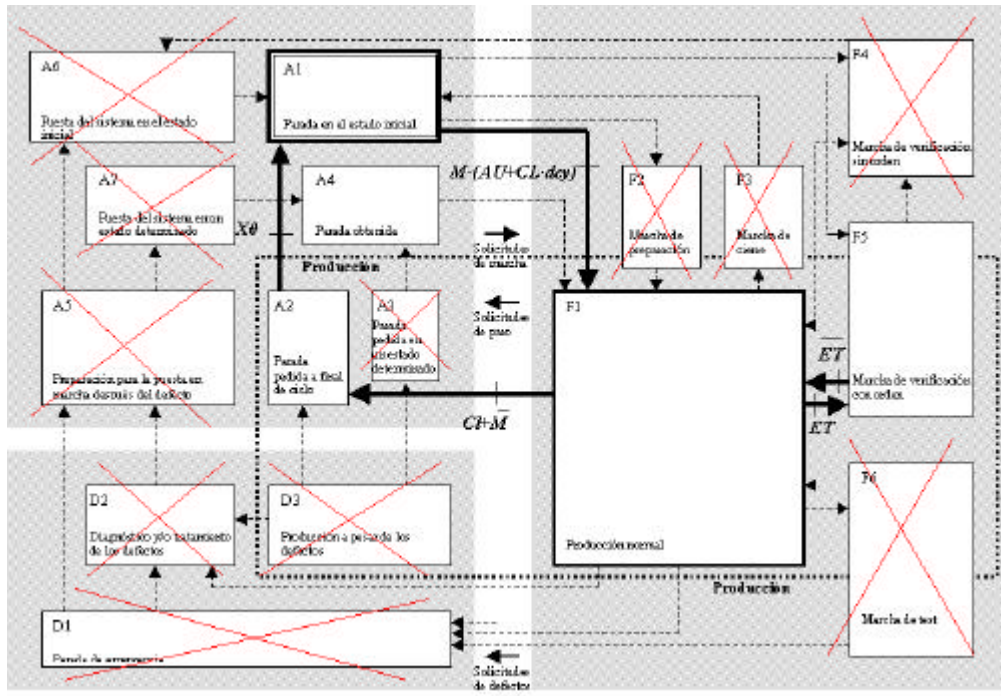 A6
Puesta del sistema en el estado
inicial
A1
Parada en el estado inicial
F4
Marcha de verificación
sin orden
A7
Puesta del sistema en un
estado determinado
A4
Parada obtenida
M·(AU+CL·dcy)
F2
Marcha de
preparación
F3
Marcha de
cierre
F5
Marcha de verificación
con orden
Xθ
Producción
Solicitudes
de marcha
Solicitudes
de paro
A5
Preparación para la puesta en
marcha después del defecto
A2
Parada
pedida a final
de ciclo
A3
Parada
pedida en
un estado
determinado
F1
Producción normal
E̅T̅
ET
CI+M̅
D2
Diagnóstico y/o tratamiento
de los defectos
D3
Producción a pesar de los
defectos
F6
Marcha de test
Producción
D1
Parada de emergencia
Solicitudes
de defectos